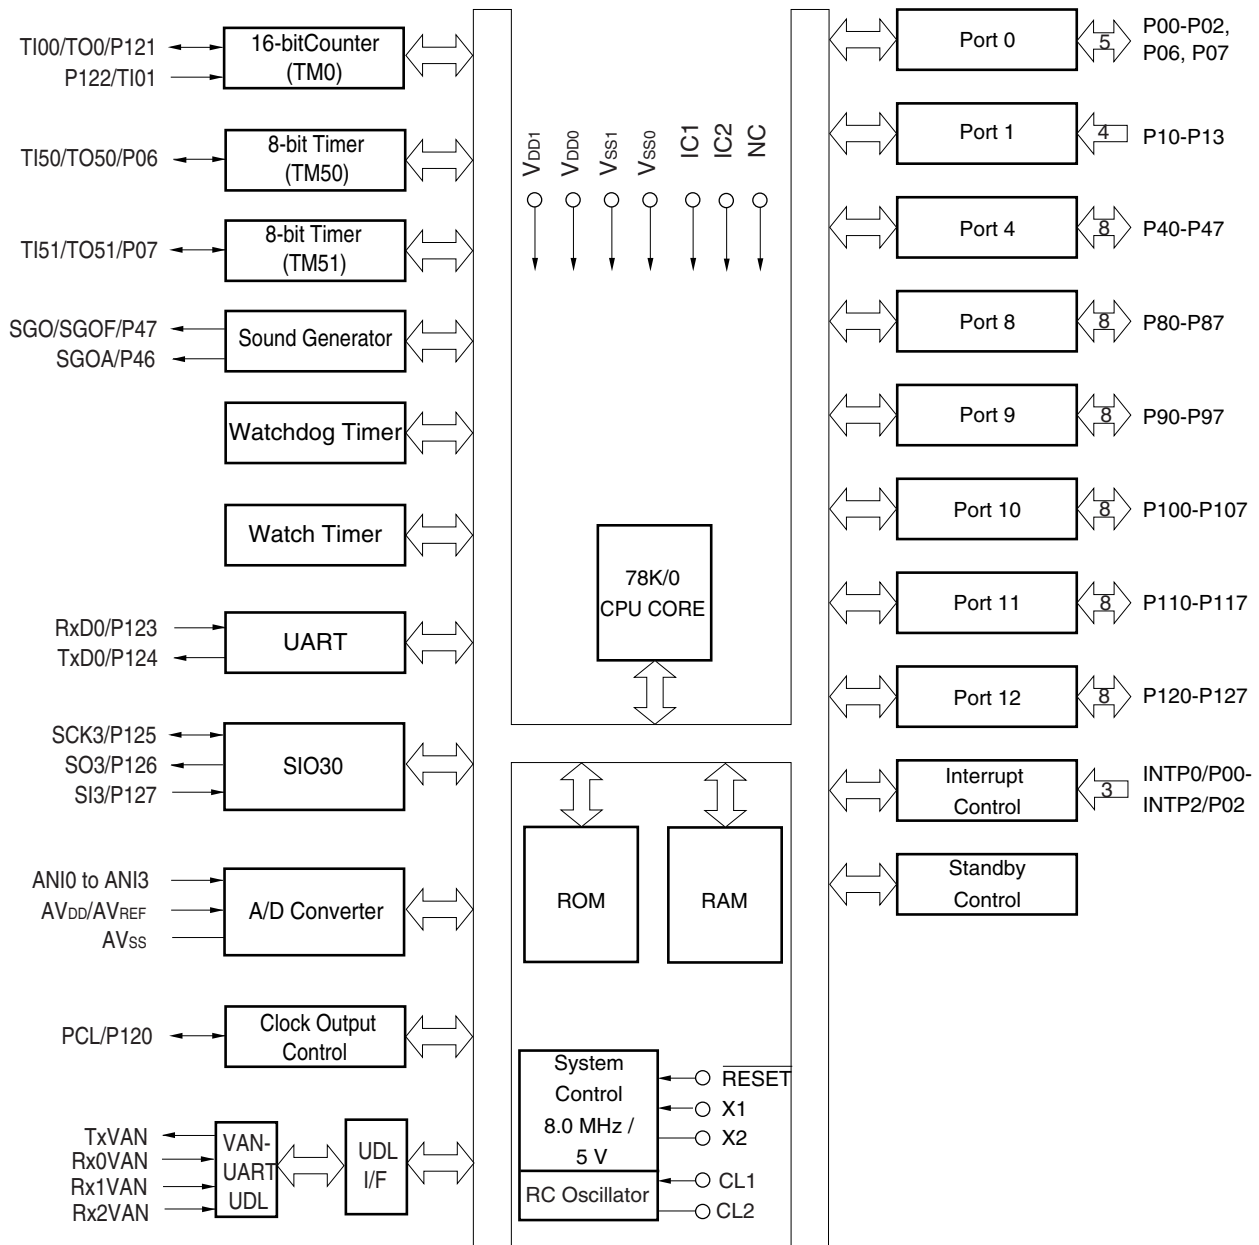 TI00/TO0/P121
P122/TI01
16-bitCounter
(TM0)
TI50/TO50/P06
8-bit Timer
(TM50)
TI51/TO51/P07
8-bit Timer
(TM51)
SGO/SGOF/P47
SGOA/P46
Sound Generator
Watchdog Timer
Watch Timer
RxD0/P123
TxD0/P124
UART
SCK3/P125
SO3/P126
SI3/P127
SIO30
ANI0 to ANI3
AVDD/AVREF
AVSS
A/D Converter
PCL/P120
Clock Output
Control
TxVAN
Rx0VAN
Rx1VAN
Rx2VAN
VAN-
UART
UDL
UDL
I/F
VDD1
VDD0
VSS1
VSS0
IC1
IC2
NC
78K/0
CPU CORE
ROM
RAM
System
Control
8.0 MHz /
5 V
RC Oscillator
RESET
X1
X2
CL1
CL2
Port 0
5
P00-P02,
P06, P07
Port 1
4
P10-P13
Port 4
8
P40-P47
Port 8
8
P80-P87
Port 9
8
P90-P97
Port 10
8
P100-P107
Port 11
8
P110-P117
Port 12
8
P120-P127
Interrupt
Control
3
INTP0/P00-
INTP2/P02
Standby
Control